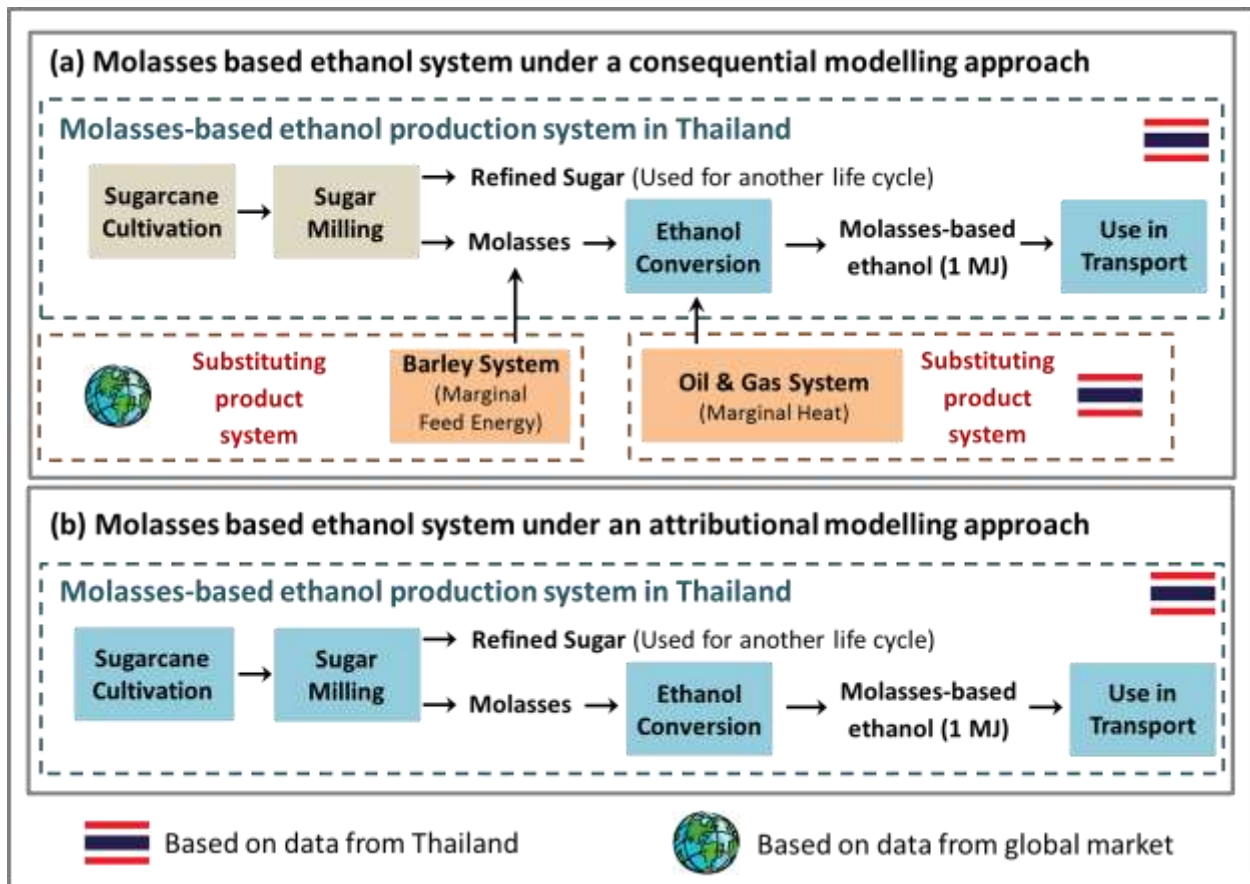 (a) Molasses based ethanol system under a consequential modelling approach
Molasses-based ethanol production system in Thailand
Sugarcane
Cultivation
Sugar
Milling
Refined Sugar (Used for another life cycle)
Molasses
Ethanol
Conversion
Molasses-based
ethanol (1 MJ)
Use in
Transport
Substituting
product
system
Barley System
(Marginal
Feed Energy)
Oil & Gas System
(Marginal Heat)
Substituting
product
system
(b) Molasses based ethanol system under an attributional modelling approach
Molasses-based ethanol production system in Thailand
Sugarcane
Cultivation
Sugar
Milling
Refined Sugar (Used for another life cycle)
Molasses
Ethanol
Conversion
Molasses-based
ethanol (1 MJ)
Use in
Transport
Based on data from Thailand
Based on data from global market